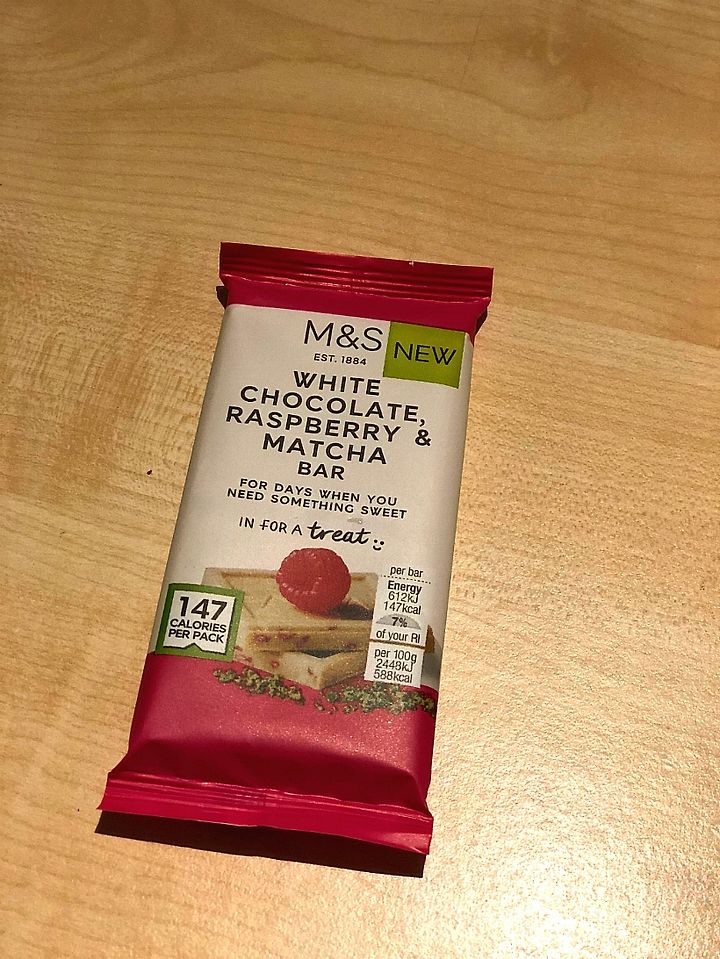 M&S
EST. 1884
NEW
WHITE
CHOCOLATE,
RASPBERRY &
MATCHA
BAR
FOR DAYS WHEN YOU
NEED SOMETHING SWEET
IN FOR A treat
147
CALORIES
PER PACK
per bar
Energy
612kJ
147kcal
7%
of your RI
per 100g
2448kJ
588kcal